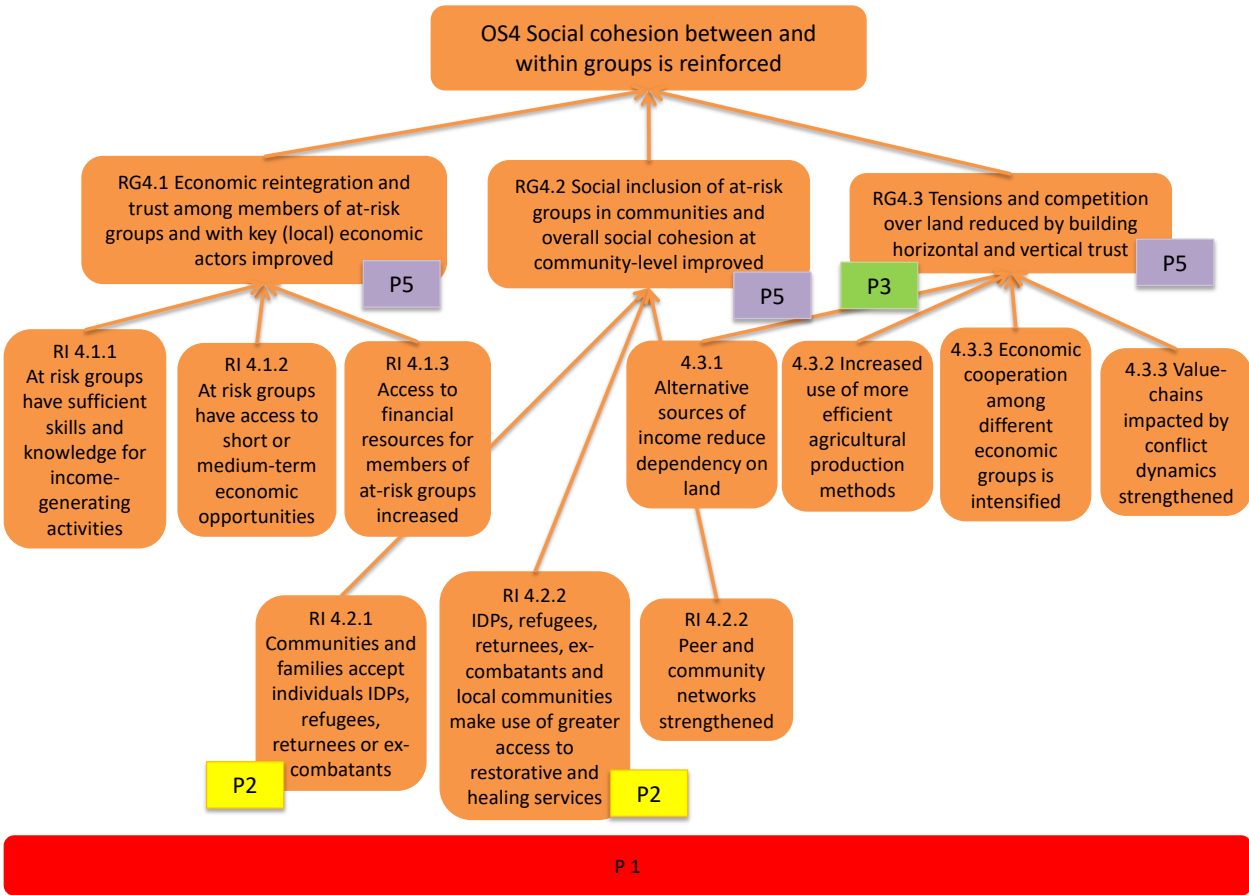 OS4 Social cohesion between and
within groups is reinforced
RG4.1 Economic reintegration and
trust among members of at-risk
groups and with key (local) economic
actors improved
P5
RG4.2 Social inclusion of at-risk
groups in communities and
overall social cohesion at
community-level improved
P5
RG4.3 Tensions and competition
over land reduced by building
horizontal and vertical trust
P3
P5
RI 4.1.1
At risk groups
have sufficient
skills and
knowledge for
income-
generating
activities
RI 4.1.2
At risk groups
have access to
short or
medium-term
economic
opportunities
RI 4.1.3
Access to
financial
resources for
members of
at-risk groups
increased
4.3.1
Alternative
sources of
income reduce
dependency on
land
4.3.2 Increased
use of more
efficient
agricultural
production
methods
4.3.3 Economic
cooperation
among
different
economic
groups is
intensified
4.3.3 Value-
chains
impacted by
conflict
dynamics
strengthened
RI 4.2.1
Communities and
families accept
individuals IDPs,
refugees,
returnees or ex-
combatants
P2
RI 4.2.2
IDPs, refugees,
returnees, ex-
combatants and
local communities
make use of greater
access to
restorative and
healing services
P2
RI 4.2.2
Peer and
community
networks
strengthened
P 1